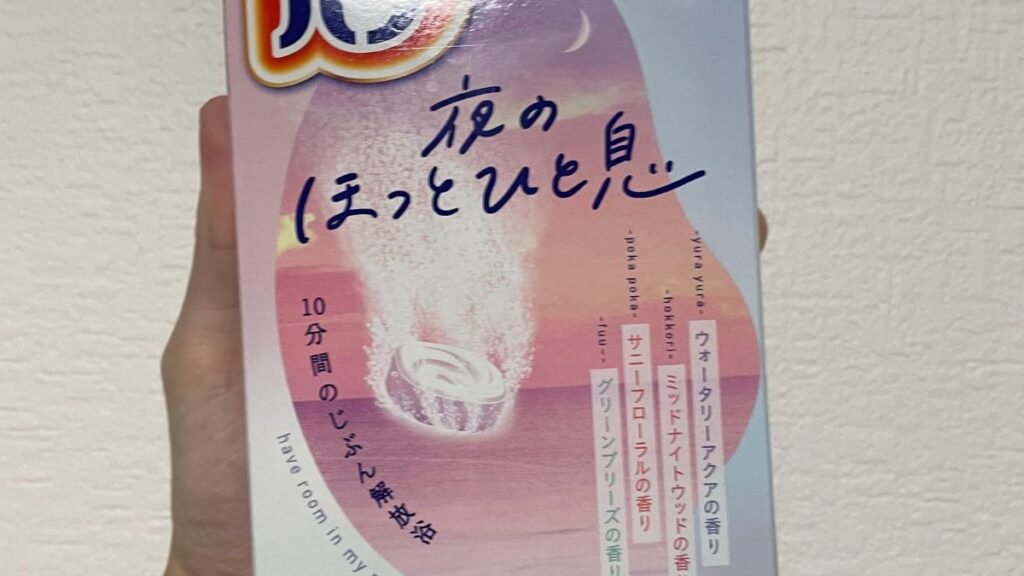 夜の
ほっとひと息
10分間のじぶん解放浴
have room in my
-yura yura-
ウォータリーアクアの香り
-hokkori-
ミッドナイトウッドの香り
-poka poka-
サニーフローラルの香り
-fuu~-
グリーンブリーズの香り